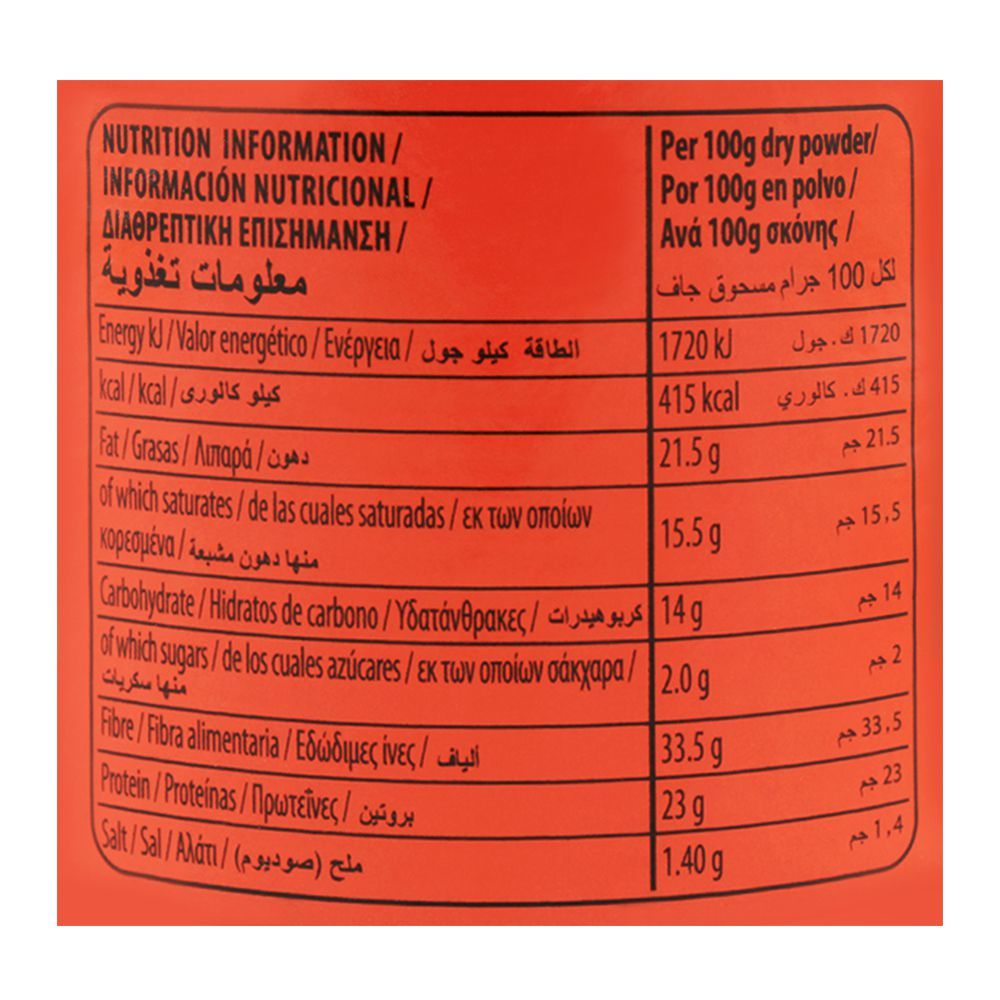 NUTRITION INFORMATION /
INFORMACIÓN NUTRICIONAL /
ΔΙΑΘΡΕΠΤΙΚΗ ΕΠΙΣΗΜΑΝΣΗ /
معلومات تغذوية
Per 100g dry powder/
Por 100g en polvo /
Ανά 100g σκόνης /
لكل 100 جرام مسحوق جاف
Energy kJ / Valor energético / Ενέργεια / الطاقة كيلو جول 1720 kJ 1720 ك.جول
kcal / kcal / كيلو كالورى 415 kcal 415 ك. كالوري
Fat / Grasas / Λιπαρά / دهون 21.5 g 21.5 جم
of which saturates / de las cuales saturadas / εκ των οποίων
κορεσμένα / منها دهون مشبعة 15.5 g 15,5 جم
Carbohydrate / Hidratos de carbono / Υδατάνθρακες / كربوهيدرات 14 g 14 جم
of which sugars / de los cuales azúcares / εκ των οποίων σάκχαρα /
منها سكريات 2.0 g 2 جم
Fibre / Fibra alimentaria / Εδώδιμες ίνες / ألياف 33.5 g 33,5 جم
Protein / Proteínas / Πρωτεΐνες / بروتين 23 g 23 جم
Salt / Sal / Αλάτι / ملح (صوديوم) 1.40 g 1,4 جم